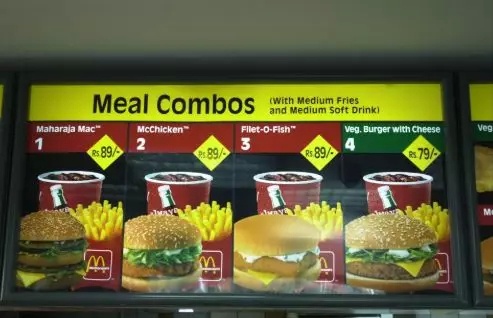 Meal Combos (With Medium Fries
and Medium Soft Drink)
Maharaja Mac™
1
Rs.89/-
McChicken™
2
Rs.89/-
Filet-O-Fish™
3
Rs.89/-
Veg. Burger with Cheese
4
Rs.79/-
Veg